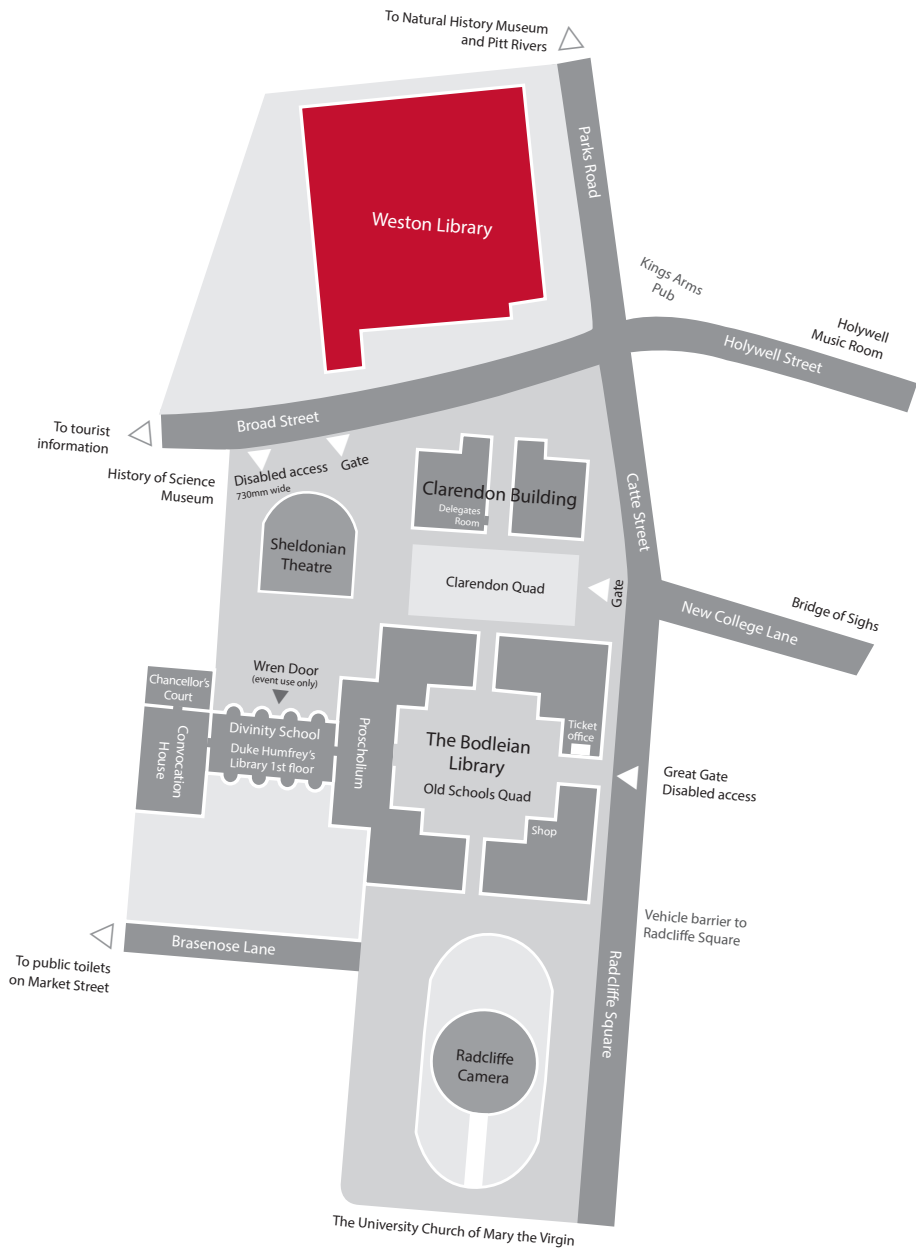 To Natural History Museum
and Pitt Rivers
Parks Road
Weston Library
Kings Arms
Pub
Holywell
Music Room
Holywell Street
Broad Street
To tourist
information
History of Science
Museum
Disabled access
730mm wide
Gate
Clarendon Building
Delegates
Room
Catte Street
Sheldonian
Theatre
Clarendon Quad
Gate
New College Lane
Bridge of Sighs
Wren Door
(event use only)
Chancellor's
Court
Convocation
House
Divinity School
Duke Humfrey's
Library 1st floor
Proscholium
The Bodleian
Library
Old Schools Quad
Ticket
office
Great Gate
Disabled access
Shop
Vehicle barrier to
Radcliffe Square
Brasenose Lane
To public toilets
on Market Street
Radcliffe Square
Radcliffe
Camera
The University Church of Mary the Virgin